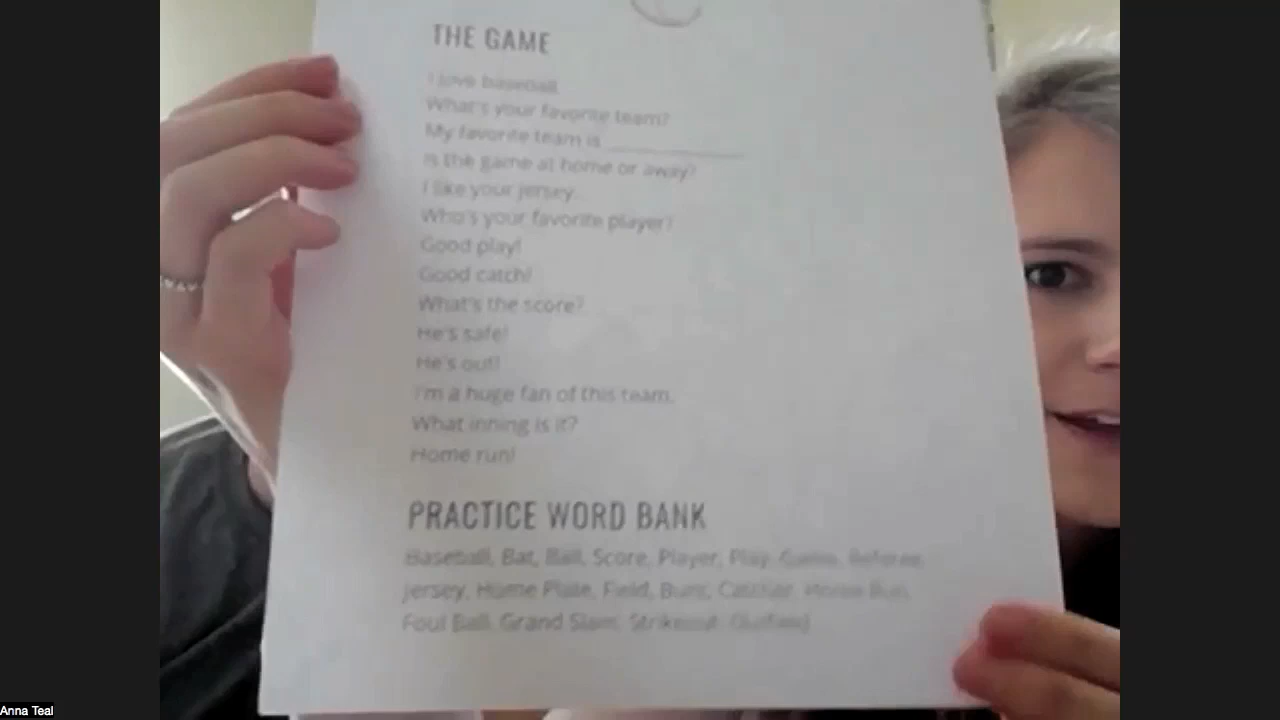 THE GAME
I love baseball.
What's your favorite team?
My favorite team is ____________
Is the game at home or away?
I like your jersey.
Who's your favorite player?
Good play!
Good catch!
What's the score?
He's safe!
He's out!
I'm a huge fan of this team.
What inning is it?
Home run!
PRACTICE WORD BANK
Baseball, Bat, Ball, Score, Player, Play, Game, Referee,
Jersey, Home Plate, Field, Bunt, Catcher, Home Run,
Foul Ball, Grand Slam, Strikeout, Outfield
Anna Teal